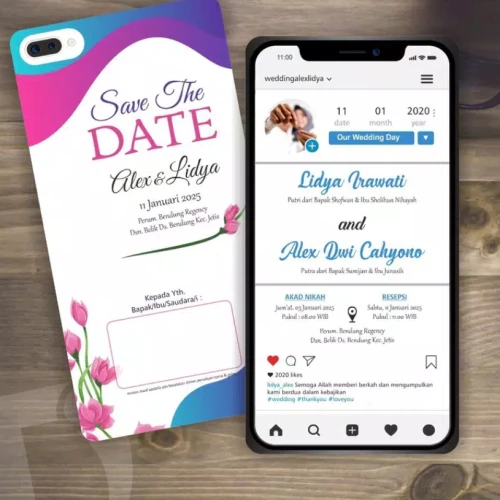 Save The
DATE
Alex & Lidya
11 Januari 2025
Perum. Bendung Regency
Dsn. Belik Ds. Bendung Kec. Jetis
Kepada Yth.
Bapak/Ibu/Saudara/i :
11:00
weddingalexlidya
11 01 2020
date month year
Our Wedding Day
Lidya Irawati
Putri dari Bapak Shofwan & Ibu Sholihun Nihayah
and
Alex Dwi Cahyono
Putra dari Bapak Sumijan & Ibu Junasih
AKAD NIKAH
Jum'at, 03 Januari 2025
Pukul : 08.00 WIB
RESEPSI
Sabtu, 11 Januari 2025
Pukul : 11.00 WIB
Perum. Bendung Regency
Dsn. Belik Ds. Bendung Kec. Jetis
2020 likes
lidya_alex Semoga Allah memberi berkah dan mengumpulkan
kami berdua dalam kebajikan
#wedding #thankyou #loveyou